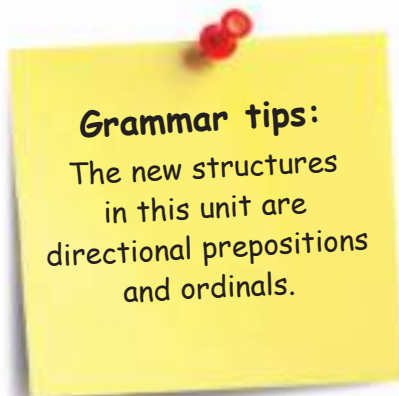 Grammar tips:
The new structures
in this unit are
directional prepositions
and ordinals.